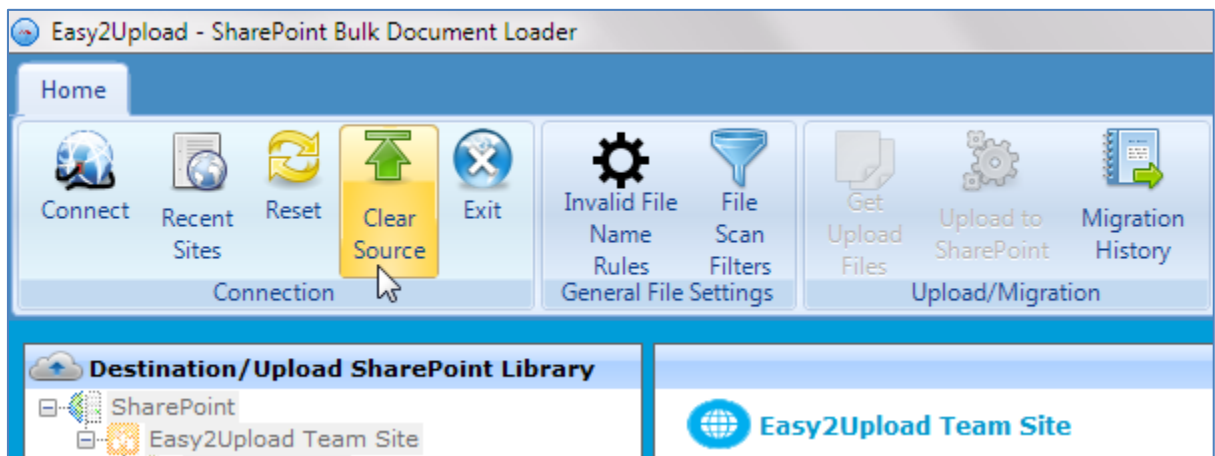 Easy2Upload - SharePoint Bulk Document Loader
Home
Connect
Recent
Sites
Reset
Clear
Source
Exit
Invalid File
Name
Rules
File
Scan
Filters
Get
Upload
Files
Upload to
SharePoint
Migration
History
Connection
General File Settings
Upload/Migration
Destination/Upload SharePoint Library
SharePoint
Easy2Upload Team Site
Easy2Upload Team Site